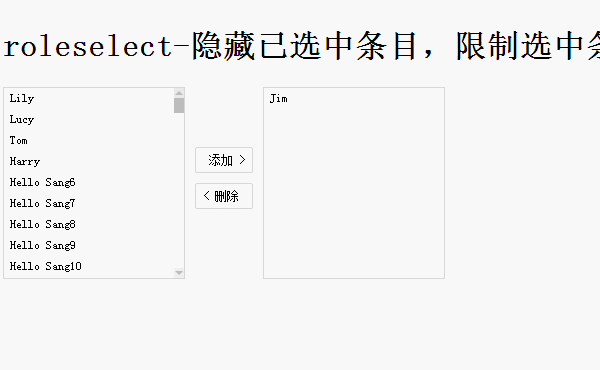 roleselect-隐藏已选中条目，限制选中
Lily
Lucy
Tom
Harry
Hello Sang6
Hello Sang7
Hello Sang8
Hello Sang9
Hello Sang10
添加 >
< 删除
Jim